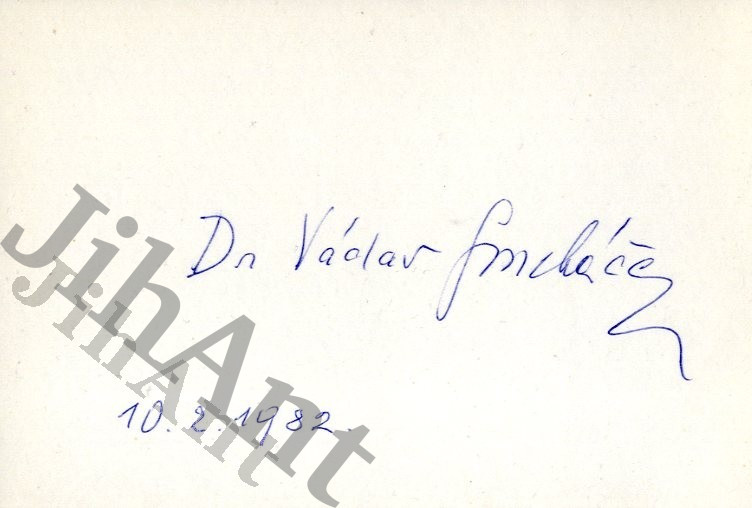 Dr Václav Smetáček
10.2.1982.
JihAnt
JihAnt